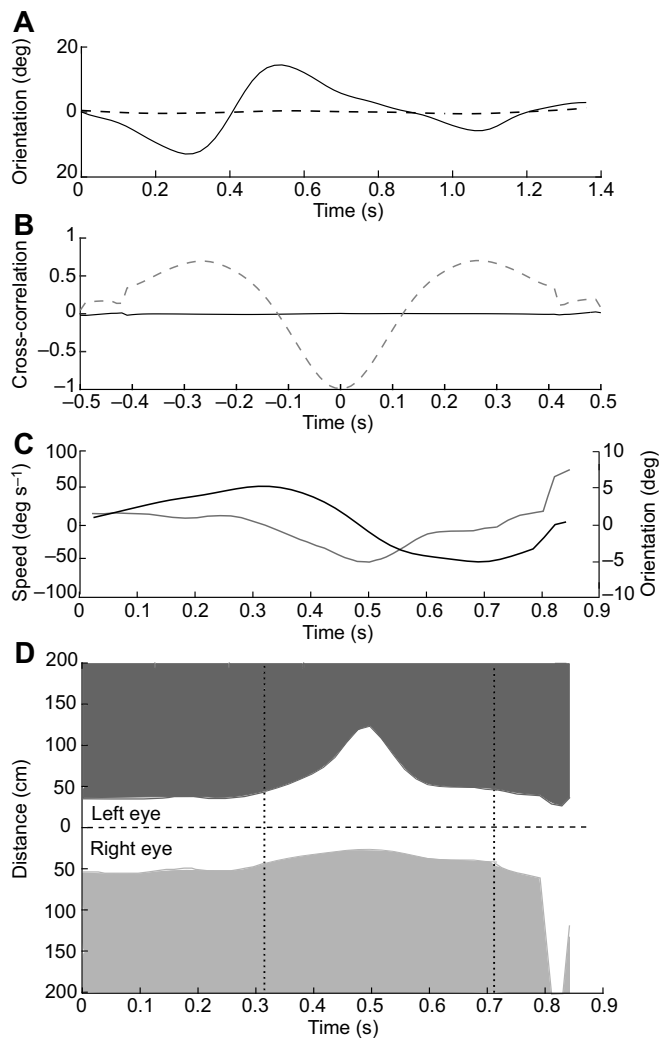 A
Orientation (deg)
20
0
20
0 0.2 0.4 0.6 0.8 1.0 1.2 1.4
Time (s)
B
Cross-correlation
1
0.5
0
–0.5
–1
–0.5 –0.4 –0.3 –0.2 –0.1 0 0.1 0.2 0.3 0.4 0.5
Time (s)
C
Speed (deg s–1)
100
50
0
–50
–100
Orientation (deg)
10
5
0
–5
–10
0 0.1 0.2 0.3 0.4 0.5 0.6 0.7 0.8 0.9
Time (s)
D
Distance (cm)
200
150
100
50
0
50
100
150
200
Left eye
Right eye
0 0.1 0.2 0.3 0.4 0.5 0.6 0.7 0.8 0.9
Time (s)